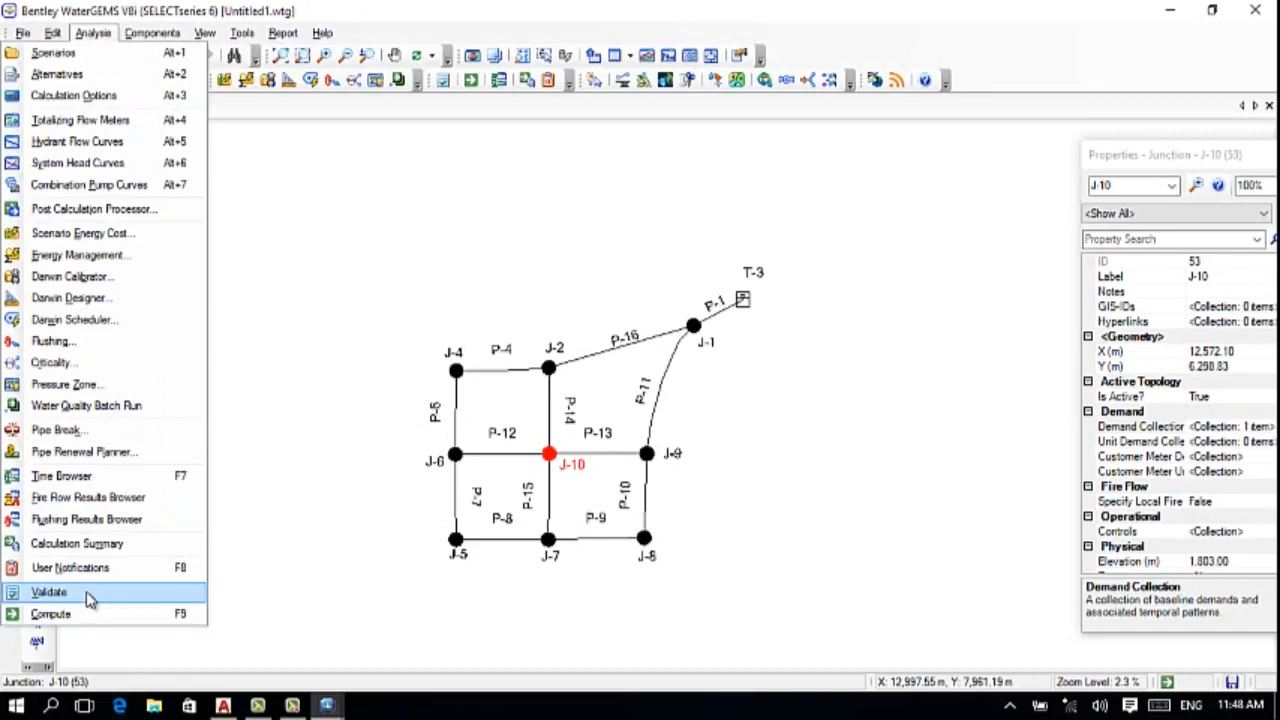 Bentley WaterGEMS V8i (SELECTseries 6) [Untitled1.wtg]
File Edit Analysis Components View Tools Report Help
Scenarios Alt+1
Alternatives Alt+2
Calculation Options Alt+3
Totalizing Flow Meters Alt+4
Hydrant Flow Curves Alt+5
System Head Curves Alt+6
Combination Pump Curves Alt+7
Post Calculation Processor...
Scenario Energy Cost...
Energy Management...
Darwin Calibrator...
Darwin Designer...
Darwin Scheduler...
Flushing...
Criticality...
Pressure Zone...
Water Quality Batch Run
Pipe Break...
Pipe Renewal Planner...
Time Browser F7
Fire Flow Results Browser
Flushing Results Browser
Calculation Summary
User Notifications F8
Validate
Compute F9
T-3
P-1
J-1
P-16
J-2
P-4
J-4
P-11
P-6
P-14
P-12
P-13
J-6
J-10
J-9
P-7
P-15
P-10
P-8
P-9
J-5
J-7
J-8
Properties - Junction - J-10 (53)
J-10 100%
<Show All>
Property Search
ID 53
Label J-10
Notes
GIS-IDs <Collection: 0 items
Hyperlinks <Collection: 0 items
<Geometry>
X (m) 12,572.10
Y (m) 6,298.83
Active Topology
Is Active? True
Demand
Demand Collection <Collection: 1 item>
Unit Demand Colle <Collection: 0 items
Customer Meter D <Collection: 0 items
Customer Meter U <Collection: 0 items
Fire Flow
Specify Local Fire False
Operational
Controls <Collection>
Physical
Elevation (m) 1,803.00
Demand Collection
A collection of baseline demands and
associated temporal patterns.
Junction: J-10 (53) X: 12,997.55 m, Y: 7,961.19 m Zoom Level: 2.3 %
ENG 11:48 AM